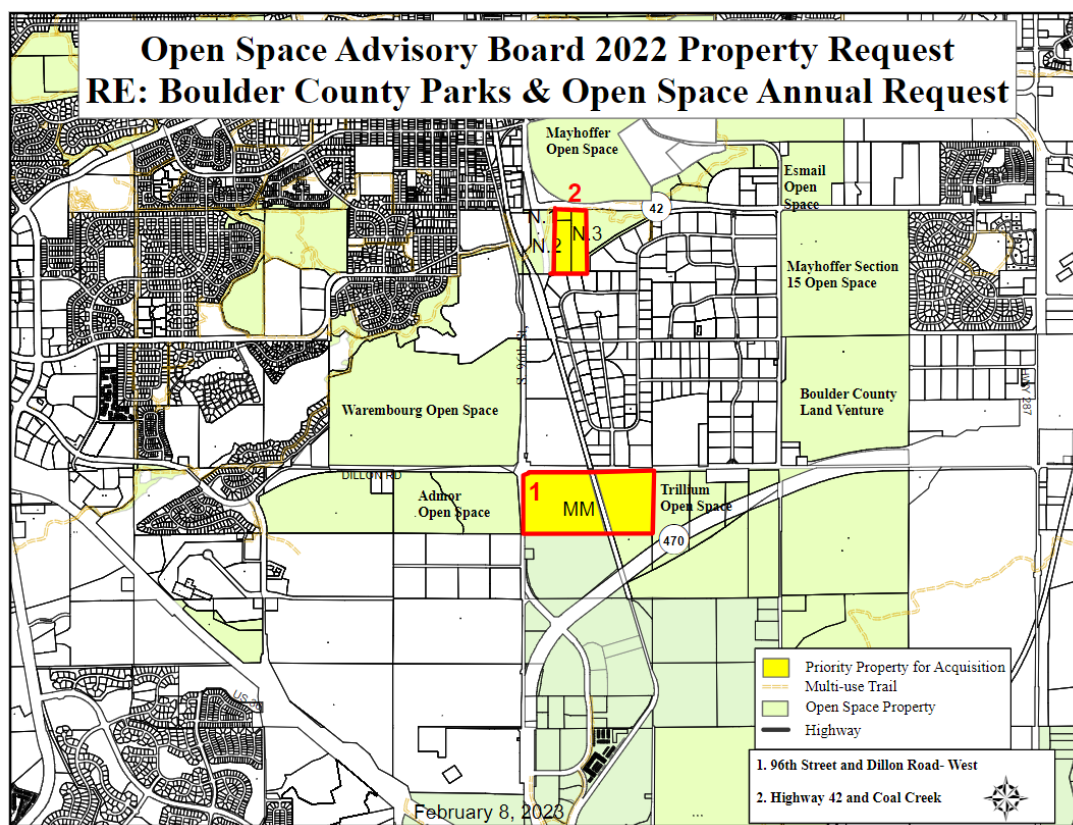 Open Space Advisory Board 2022 Property Request
RE: Boulder County Parks & Open Space Annual Request
Mayhoffer
Open Space
Esmail
Open
Space
2
42
N.
N.2
N.3
Mayhoffer Section
15 Open Space
Warembourg Open Space
Boulder County
Land Venture
HWY 287
DILLON RD
Admor
Open Space
1
MM
Trillium
Open Space
470
US 36
Priority Property for Acquisition
Multi-use Trail
Open Space Property
Highway
1. 96th Street and Dillon Road- West
2. Highway 42 and Coal Creek
February 8, 2023
...